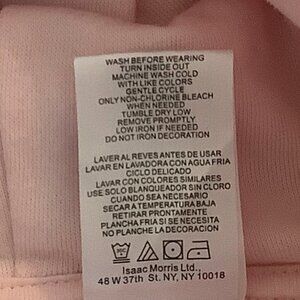 WASH BEFORE WEARING
TURN INSIDE OUT
MACHINE WASH COLD
WITH LIKE COLORS
GENTLE CYCLE
ONLY NON-CHLORINE BLEACH
WHEN NEEDED
TUMBLE DRY LOW
REMOVE PROMPTLY
LOW IRON IF NEEDED
DO NOT IRON DECORATION
LAVER AL REVES ANTES DE USAR
LAVAR EN LAVADORA CON AGUA FRIA
CICLO DELICADO
LAVAR CON COLORES SIMILARES
USE SOLO BLANQUEADOR SIN CLORO
CUANDO SEA NECESARIO
SECAR A TEMPERATURA BAJA
RETIRAR PRONTAMENTE
PLANCHA FRIA SI ES NECESARIO
NO PLANCHE LA DECORACION
Isaac Morris Ltd.,
48 W 37th St. NY, NY 10018